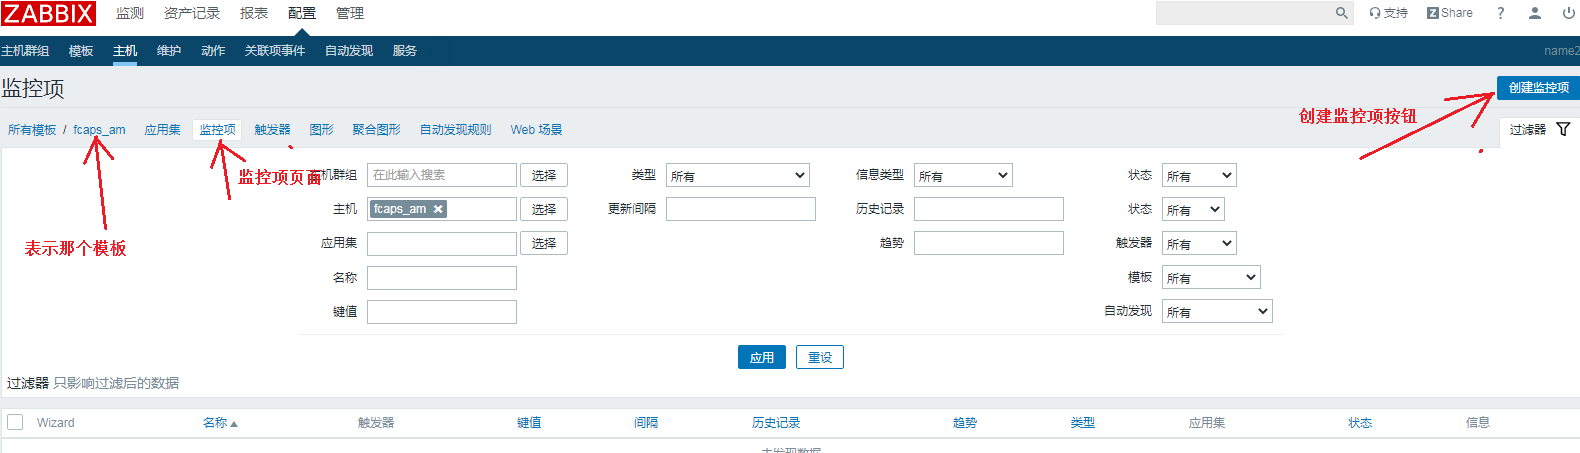 ZABBIX 监测 资产记录 报表 配置 管理 支持 Share ?
主机群组 模板 主机 维护 动作 关联项事件 自动发现 服务 name2
监控项 创建监控项
创建监控项按钮
所有模板 / fcaps_am 应用集 监控项 触发器 图形 聚合图形 自动发现规则 Web 场景 过滤器
监控项页面
机群组 在此输入搜索 选择 类型 所有 信息类型 所有 状态 所有
主机 fcaps_am 选择 更新间隔 历史记录 状态 所有
表示那个模板
应用集 选择 趋势 触发器 所有
名称 模板 所有
键值 自动发现 所有
应用 重设
过滤器 只影响过滤后的数据
Wizard 名称 触发器 键值 间隔 历史记录 趋势 类型 应用集 状态 信息